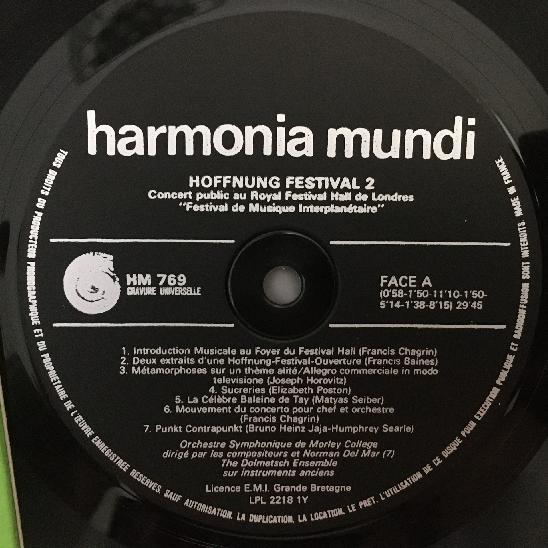 harmonia mundi
HOFFNUNG FESTIVAL 2
Concert public au Royal Festival Hall de Londres
"Festival de Musique Interplanétaire"
HM 769
GRAVURE UNIVERSELLE
FACE A
(0'58-1'50-11'10-1'50-
5'14-1'38-8'15) 29'45
1. Introduction Musicale au Foyer du Festival Hall (Francis Chagrin)
2. Deux extraits d'une Hoffnung-Festival-Ouverture (Francis Baines)
3. Métamorphoses sur un thème alité/Allegro commerciale in modo
televisione (Joseph Horovitz)
4. Sucreries (Elizabeth Poston)
5. La Célèbre Baleine de Tay (Matyas Seiber)
6. Mouvement du concerto pour chef et orchestre
(Francis Chagrin)
7. Punkt Contrapunkt (Bruno Heinz Jaja-Humphrey Searle)
Orchestre Symphonique de Morley College
dirigé par les compositeurs et Norman Del Mar (7)
The Dolmetsch Ensemble
sur instruments anciens
Licence E.M.I. Grande Bretagne
LPL 2218 1Y
TOUS DROITS DU PRODUCTEUR PHONOGRAPHIQUE ET DU PROPRIETAIRE DE L'ŒUVRE ENREGISTREE RESERVES SAUF AUTORISATION, LA DUPLICATION, LA LOCATION, LE PRET, L'UTILISATION DE CE DISQUE POUR EXECUTION PUBLIQUE ET RADIODIFFUSION SONT INTERDITS MADE IN FRANCE